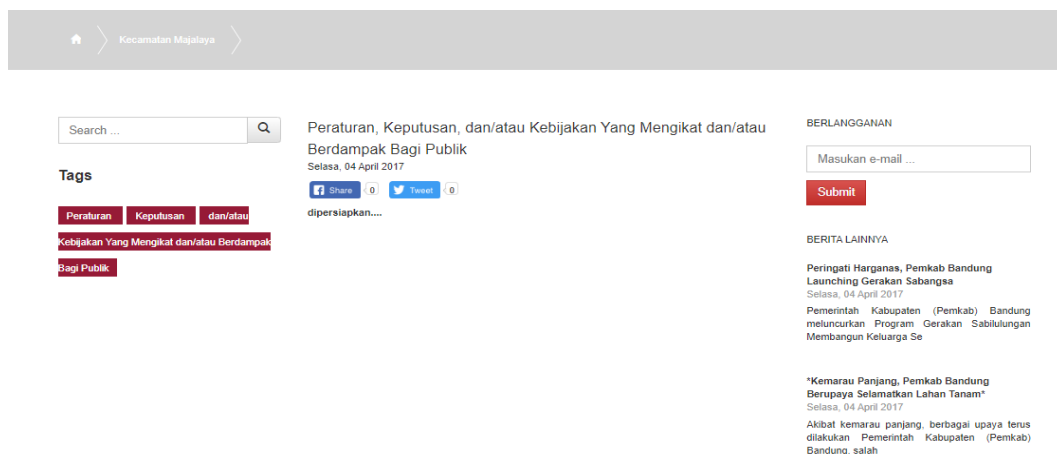 Kecamatan Majalaya
Search ...
Tags
Peraturan Keputusan dan/atau
Kebijakan Yang Mengikat dan/atau Berdampak
Bagi Publik
Peraturan, Keputusan, dan/atau Kebijakan Yang Mengikat dan/atau
Berdampak Bagi Publik
Selasa, 04 April 2017
Share 0 Tweet 0
dipersiapkan....
BERLANGGANAN
Masukan e-mail ...
Submit
BERITA LAINNYA
Peringati Harganas, Pemkab Bandung
Launching Gerakan Sabangsa
Selasa, 04 April 2017
Pemerintah Kabupaten (Pemkab) Bandung
meluncurkan Program Gerakan Sabilulungan
Membangun Keluarga Se
*Kemarau Panjang, Pemkab Bandung
Berupaya Selamatkan Lahan Tanam*
Selasa, 04 April 2017
Akibat kemarau panjang, berbagai upaya terus
dilakukan Pemerintah Kabupaten (Pemkab)
Bandung, salah